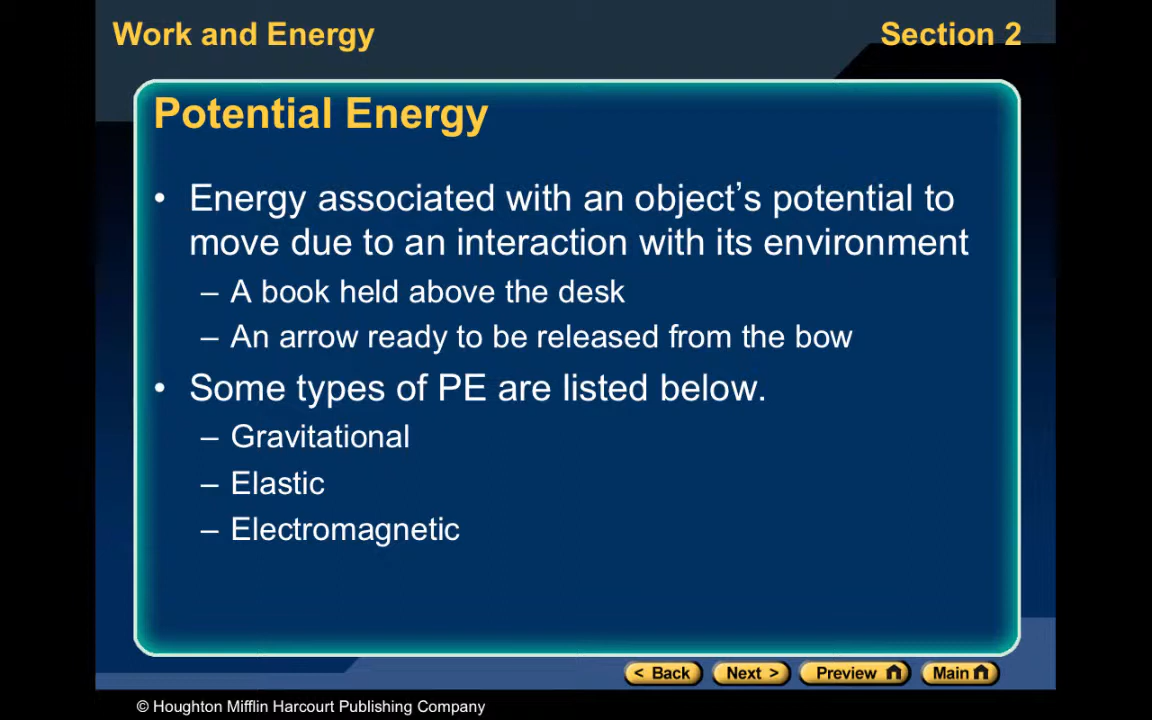 Work and Energy
Section 2
Potential Energy
• Energy associated with an object’s potential to
move due to an interaction with its environment
– A book held above the desk
– An arrow ready to be released from the bow
• Some types of PE are listed below.
– Gravitational
– Elastic
– Electromagnetic
< Back
Next >
Preview
Main
© Houghton Mifflin Harcourt Publishing Company